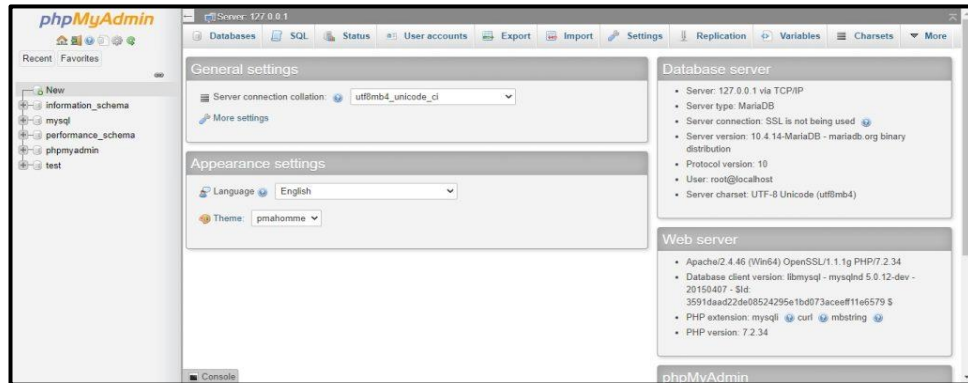 phpMyAdmin
Recent Favorites
New
information_schema
mysql
performance_schema
phpmyadmin
test
Server: 127.0.0.1
Databases SQL Status User accounts Export Import Settings Replication Variables Charsets More
General settings
Server connection collation: utf8mb4_unicode_ci
More settings
Appearance settings
Language English
Theme: pmahomme
Console
Database server
Server: 127.0.0.1 via TCP/IP
Server type: MariaDB
Server connection: SSL is not being used
Server version: 10.4.14-MariaDB - mariadb.org binary
distribution
Protocol version: 10
User: root@localhost
Server charset: UTF-8 Unicode (utf8mb4)
Web server
Apache/2.4.46 (Win64) OpenSSL/1.1.1g PHP/7.2.34
Database client version: libmysql - mysqlnd 5.0.12-dev -
20150407 - $Id:
3591daad22de08524295e1bd073aceeff11e6579 $
PHP extension: mysqli curl mbstring
PHP version: 7.2.34
phpMyAdmin